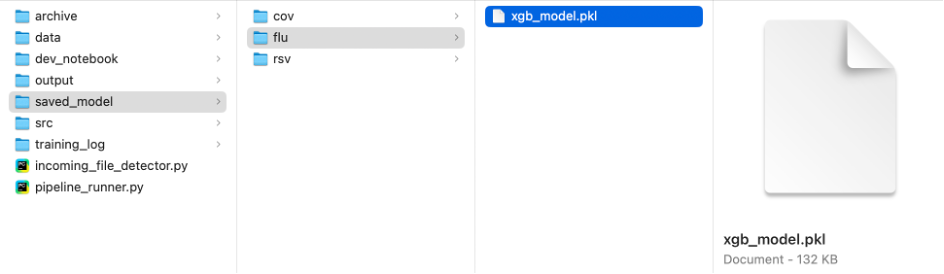 archive
data
dev_notebook
output
saved_model
src
training_log
incoming_file_detector.py
pipeline_runner.py
cov
flu
rsv
xgb_model.pkl
xgb_model.pkl
Document - 132 KB